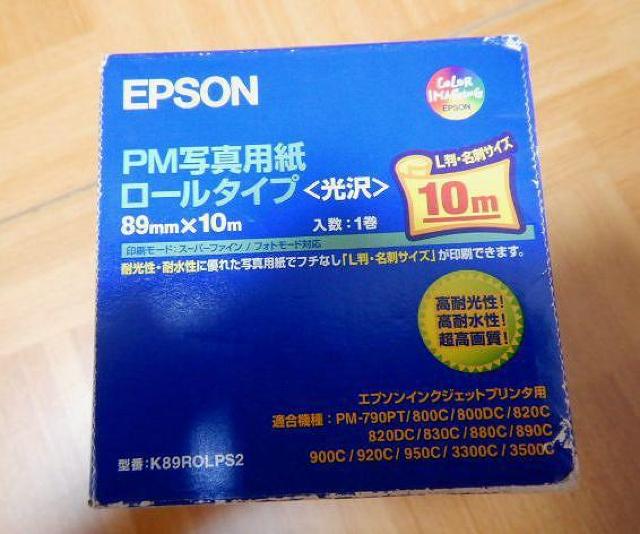 EPSON
COLOR
IMAGING
EPSON
PM写真用紙
ロールタイプ<光沢>
89mm×10m
入数:1巻
L判・名刺サイズ
10m
印刷モード:スーパーファイン/フォトモード対応
耐光性・耐水性に優れた写真用紙でフチなし「L判・名刺サイズ」が印刷できます。
高耐光性!
高耐水性!
超高画質!
エプソンインクジェットプリンタ用
適合機種:PM-790PT/800C/800DC/820C
820DC/830C/880C/890C
900C/920C/950C/3300C/3500C
型番:K89ROLPS2